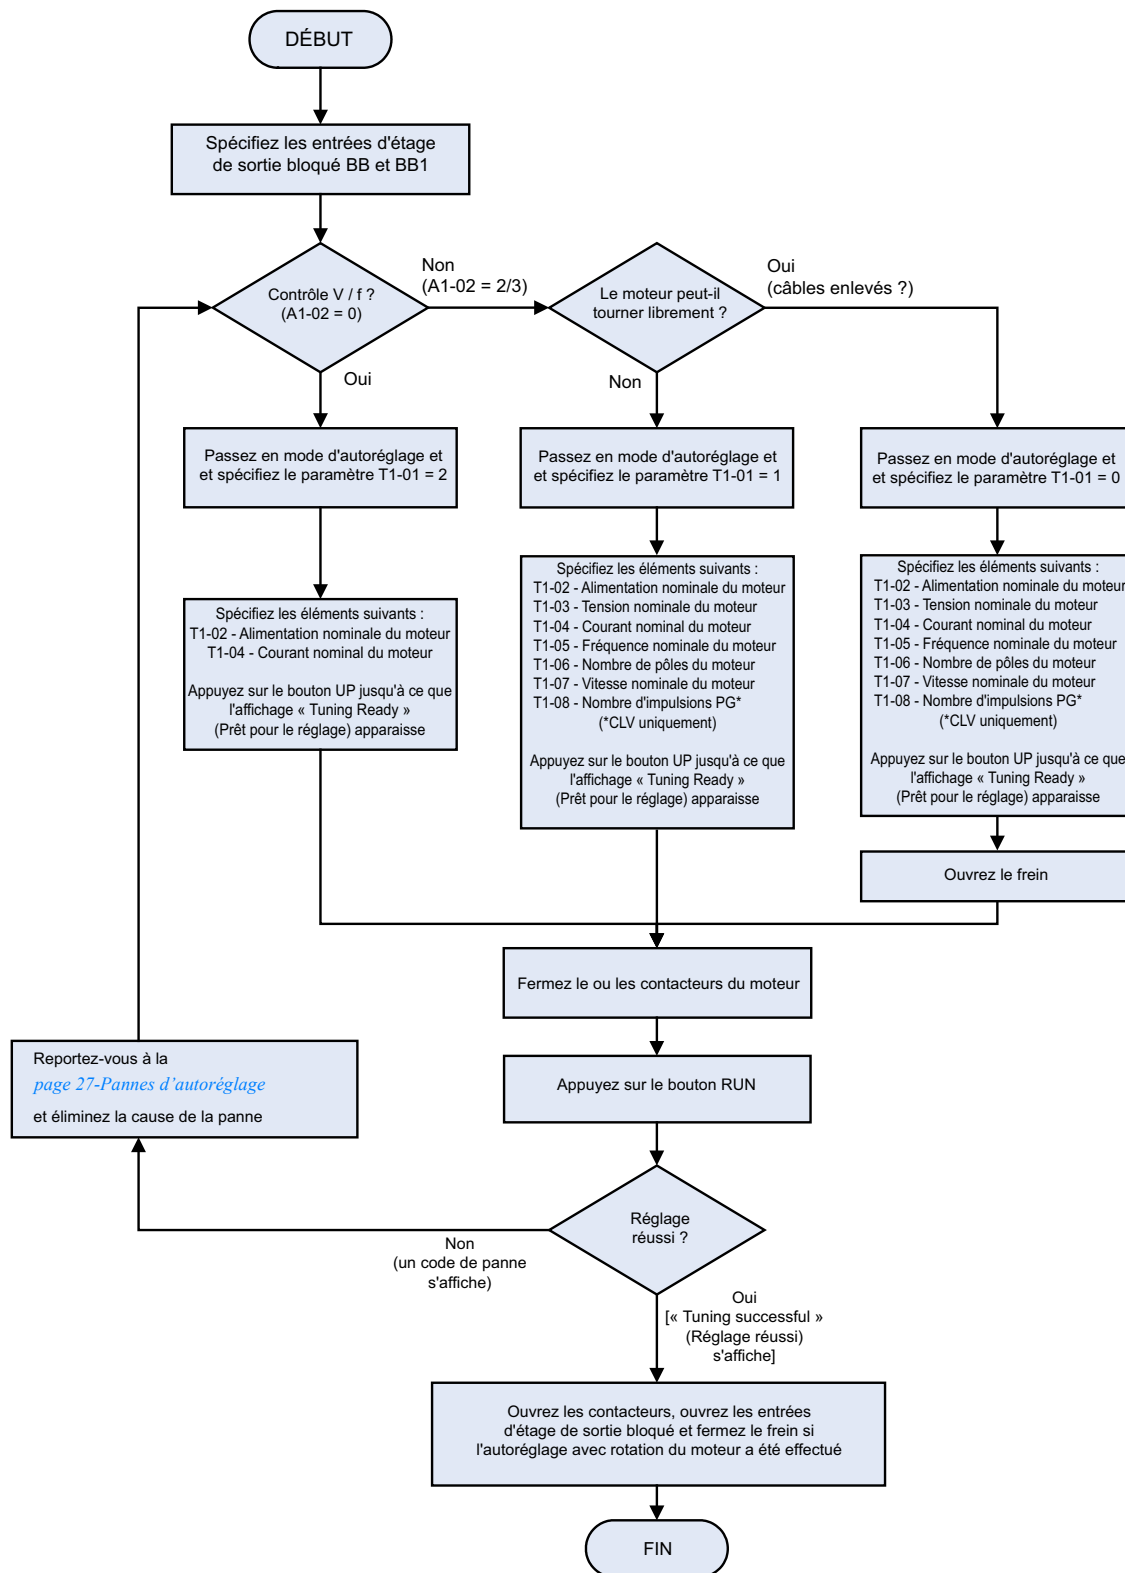 DÉBUT
Spécifiez les entrées d'étage
de sortie bloqué BB et BB1
Contrôle V / f ?
(A1-02 = 0)
Non
(A1-02 = 2/3)
Le moteur peut-il
tourner librement ?
Oui
(câbles enlevés ?)
Oui
Non
Passez en mode d'autoréglage et
et spécifiez le paramètre T1-01 = 2
Passez en mode d'autoréglage et
et spécifiez le paramètre T1-01 = 1
Passez en mode d'autoréglage et
et spécifiez le paramètre T1-01 = 0
Spécifiez les éléments suivants :
T1-02 - Alimentation nominale du moteur
T1-04 - Courant nominal du moteur
Appuyez sur le bouton UP jusqu'à ce que
l'affichage « Tuning Ready »
(Prêt pour le réglage) apparaisse
Spécifiez les éléments suivants :
T1-02 - Alimentation nominale du moteur
T1-03 - Tension nominale du moteur
T1-04 - Courant nominal du moteur
T1-05 - Fréquence nominale du moteur
T1-06 - Nombre de pôles du moteur
T1-07 - Vitesse nominale du moteur
T1-08 - Nombre d'impulsions PG*
(*CLV uniquement)
Appuyez sur le bouton UP jusqu'à ce que
l'affichage « Tuning Ready »
(Prêt pour le réglage) apparaisse
Spécifiez les éléments suivants :
T1-02 - Alimentation nominale du moteur
T1-03 - Tension nominale du moteur
T1-04 - Courant nominal du moteur
T1-05 - Fréquence nominale du moteur
T1-06 - Nombre de pôles du moteur
T1-07 - Vitesse nominale du moteur
T1-08 - Nombre d'impulsions PG*
(*CLV uniquement)
Appuyez sur le bouton UP jusqu'à ce que
l'affichage « Tuning Ready »
(Prêt pour le réglage) apparaisse
Ouvrez le frein
Fermez le ou les contacteurs du moteur
Appuyez sur le bouton RUN
Reportez-vous à la
page 27-Pannes d'autoréglage
et éliminez la cause de la panne
Réglage
réussi ?
Non
(un code de panne
s'affiche)
Oui
[« Tuning successful »
(Réglage réussi)
s'affiche]
Ouvrez les contacteurs, ouvrez les entrées
d'étage de sortie bloqué et fermez le frein si
l'autoréglage avec rotation du moteur a été effectué
FIN